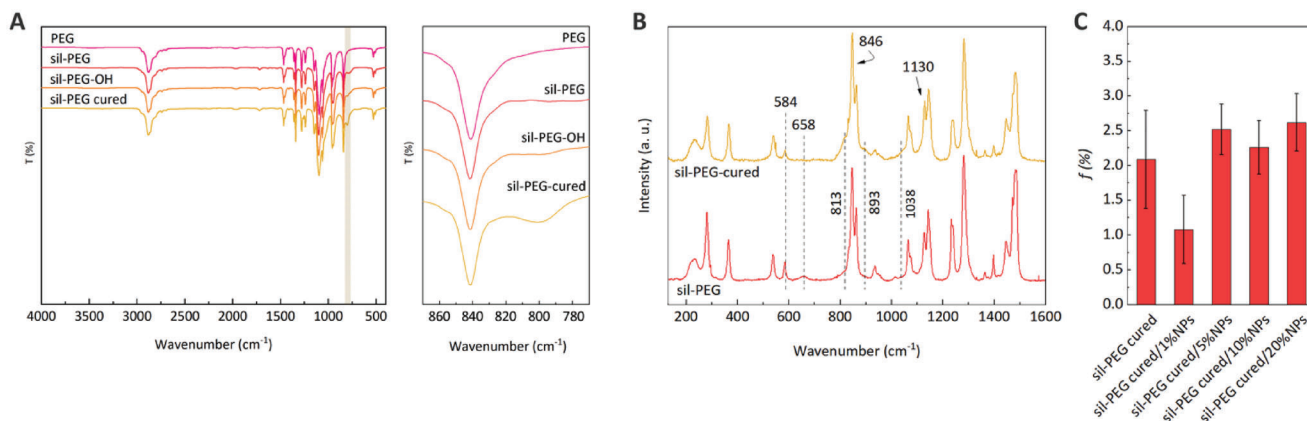 A
PEG
sil-PEG
sil-PEG-OH
sil-PEG cured
T (%)
4000 3500 3000 2500 2000 1500 1000 500
Wavenumber (cm-1)
PEG
sil-PEG
sil-PEG-OH
sil-PEG-cured
T (%)
860 840 820 800 780
Wavenumber (cm-1)
B
846
1130
584
658
sil-PEG-cured
813
893
1038
sil-PEG
Intensity (a. u.)
200 400 600 800 1000 1200 1400 1600
Wavenumber (cm-1)
C
4.0
3.5
3.0
2.5
2.0
1.5
1.0
0.5
0.0
f (%)
sil-PEG cured
sil-PEG cured/1%NPs
sil-PEG cured/5%NPs
sil-PEG cured/10%NPs
sil-PEG cured/20%NPs